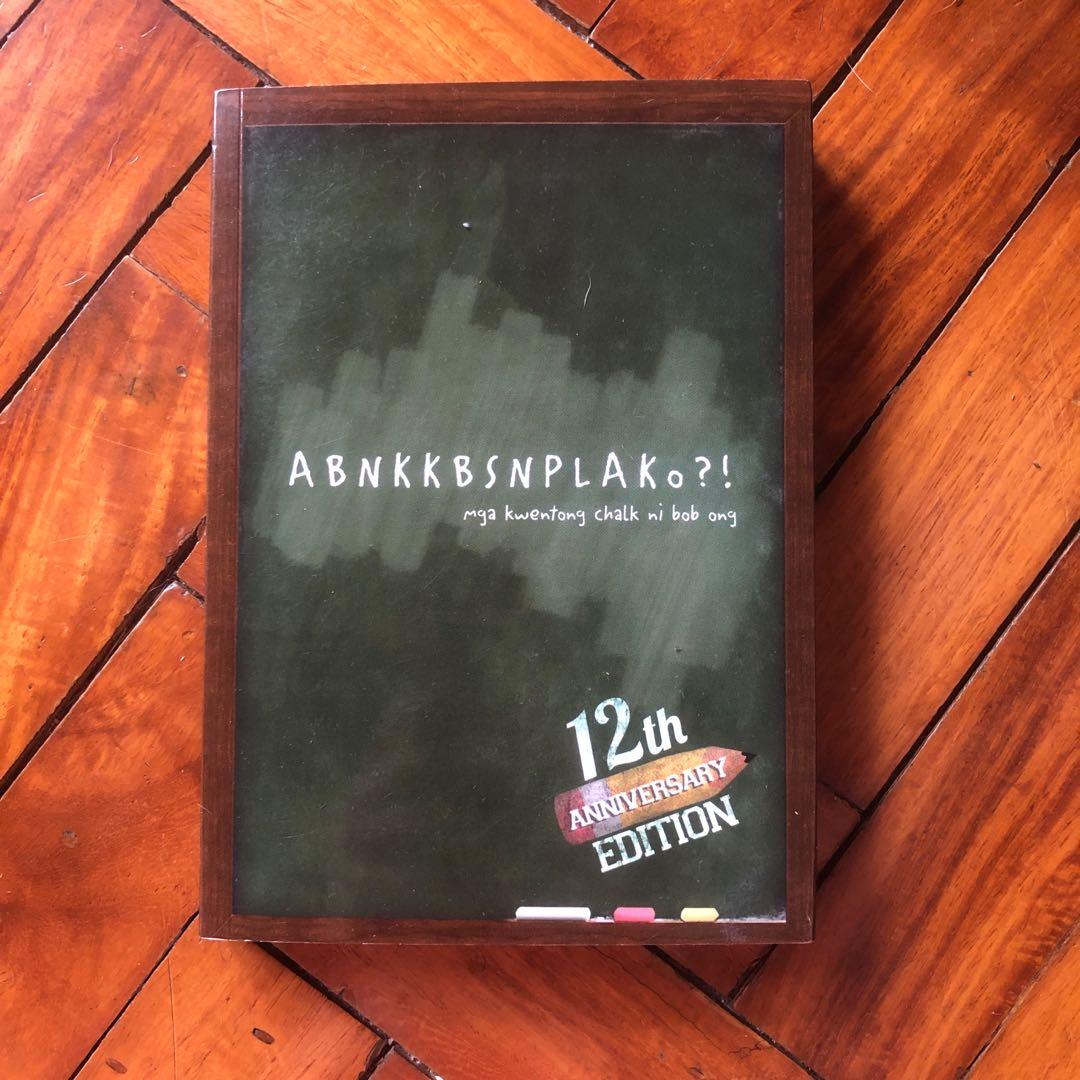 ABNKKBSNPLAKo?!
mga kwentong chalk ni bob ong
12th
ANNIVERSARY
EDITION